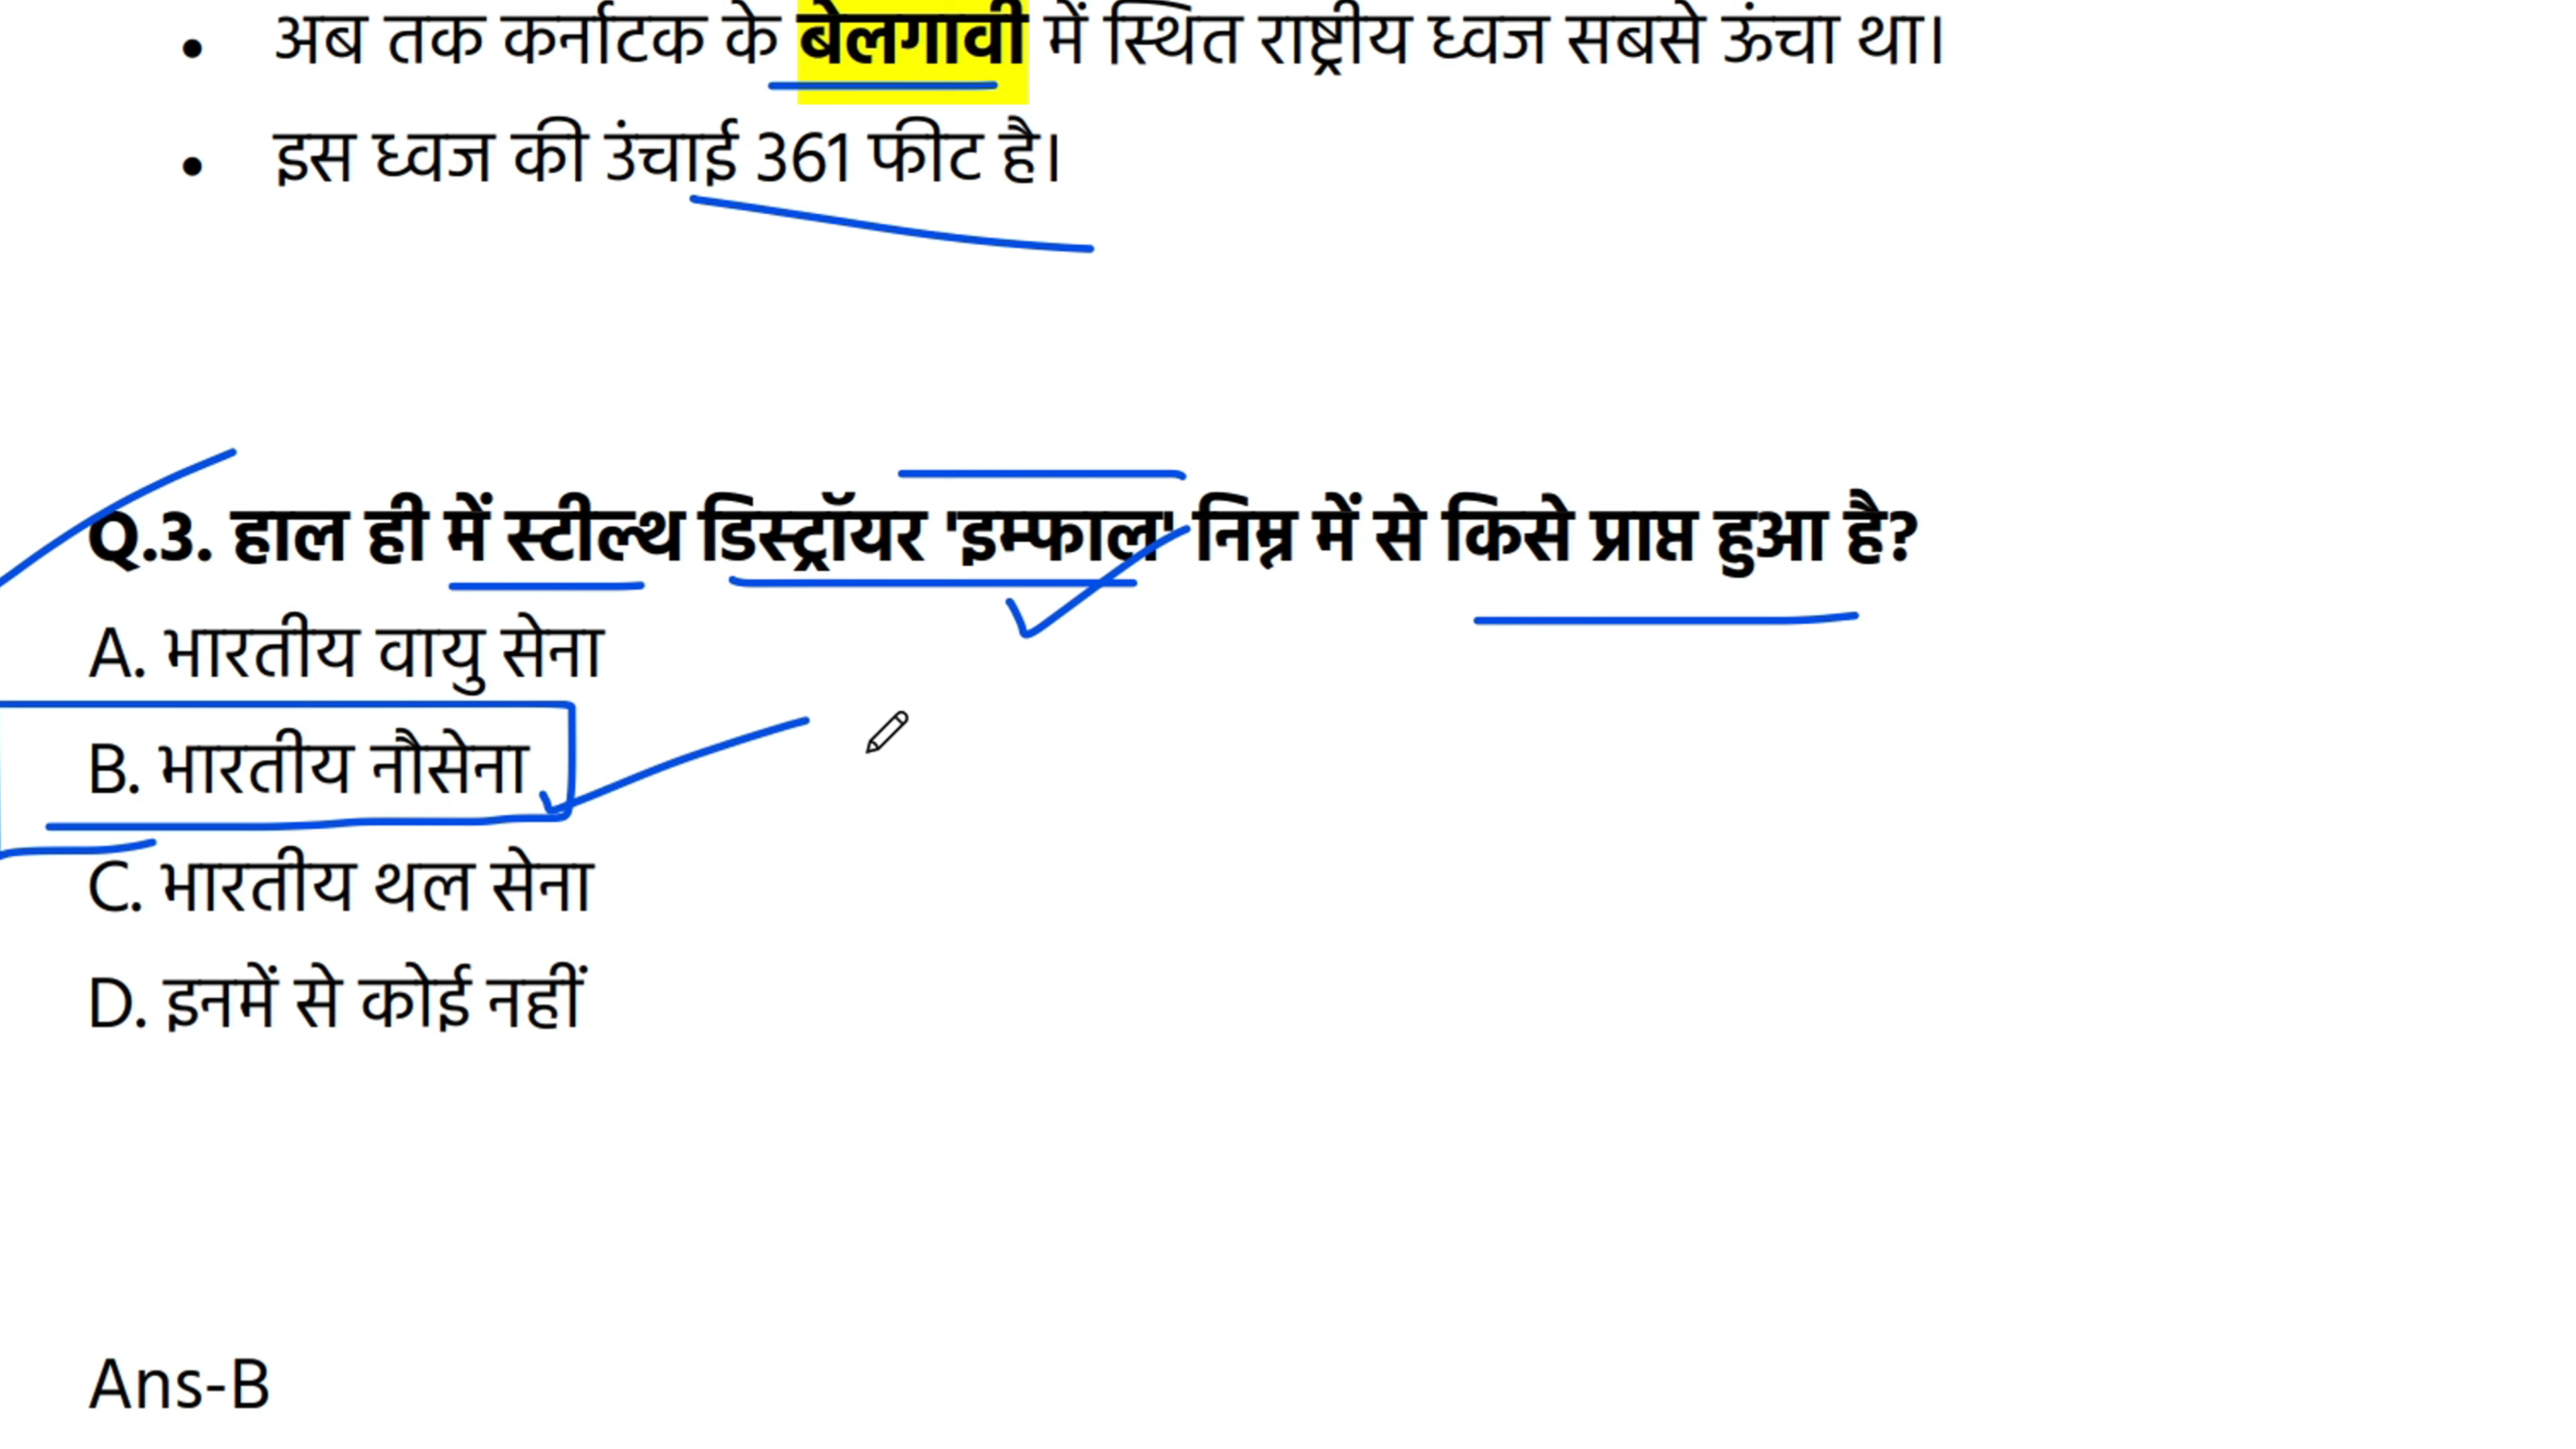 • अब तक कर्नाटक के बेलगावी में स्थित राष्ट्रीय ध्वज सबसे ऊंचा था।
• इस ध्वज की उंचाई 361 फीट है।
Q.3. हाल ही में स्टील्थ डिस्ट्रॉयर 'इम्फाल' निम्न में से किसे प्राप्त हुआ है?
A. भारतीय वायु सेना
B. भारतीय नौसेना
C. भारतीय थल सेना
D. इनमें से कोई नहीं
Ans-B